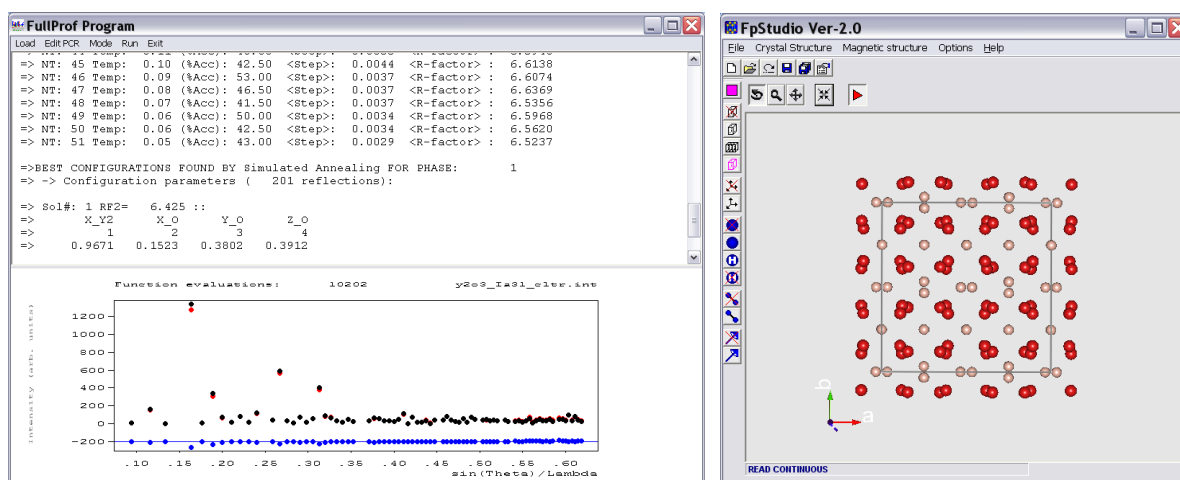 FullProf Program
Load Edit PCR Mode Run Exit
=> NT: 45 Temp: 0.10 (%Acc): 42.50 <Step>: 0.0044 <R-factor> : 6.6138
=> NT: 46 Temp: 0.09 (%Acc): 53.00 <Step>: 0.0037 <R-factor> : 6.6074
=> NT: 47 Temp: 0.08 (%Acc): 46.50 <Step>: 0.0037 <R-factor> : 6.6369
=> NT: 48 Temp: 0.07 (%Acc): 41.50 <Step>: 0.0037 <R-factor> : 6.5356
=> NT: 49 Temp: 0.06 (%Acc): 50.00 <Step>: 0.0034 <R-factor> : 6.5968
=> NT: 50 Temp: 0.06 (%Acc): 42.50 <Step>: 0.0034 <R-factor> : 6.5620
=> NT: 51 Temp: 0.05 (%Acc): 43.00 <Step>: 0.0029 <R-factor> : 6.5237
=>BEST CONFIGURATIONS FOUND BY Simulated Annealing FOR PHASE: 1
=> -> Configuration parameters ( 201 reflections):
=> Sol#: 1 RF2= 6.425 ::
=> X_Y2 X_O Y_O Z_O
=> 1 2 3 4
=> 0.9671 0.1523 0.3802 0.3912
Function evaluations: 10202 y2o3_Ia3l_cltr.int
Intensity (arb. units)
1200
1000
800
600
400
200
0
-200
.10 .15 .20 .25 .30 .35 .40 .45 .50 .55 .60
sin(Theta)/Lambda
FpStudio Ver-2.0
File Crystal Structure Magnetic structure Options Help
b
a
READ CONTINUOUS